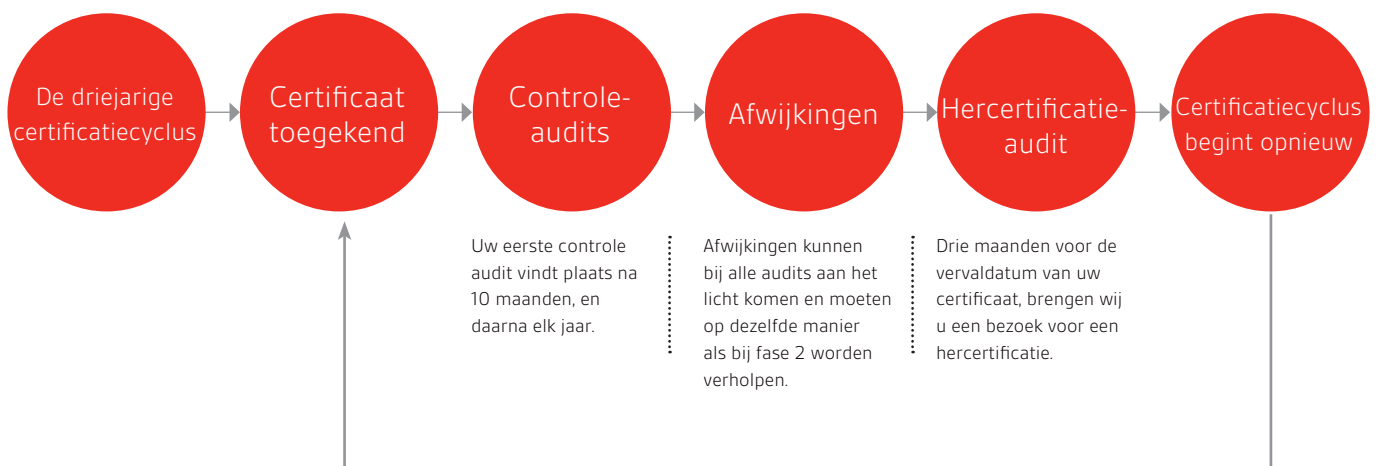 De driejarige
certificatiecyclus
Certificaat
toegekend
Controle-
audits
Afwijkingen
Hercertificatie-
audit
Certificatiecyclus
begint opnieuw
Uw eerste controle
audit vindt plaats na
10 maanden, en
daarna elk jaar.
Afwijkingen kunnen
bij alle audits aan het
licht komen en moeten
op dezelfde manier
als bij fase 2 worden
verholpen.
Drie maanden voor de
vervaldatum van uw
certificaat, brengen wij
u een bezoek voor een
hercertificatie.